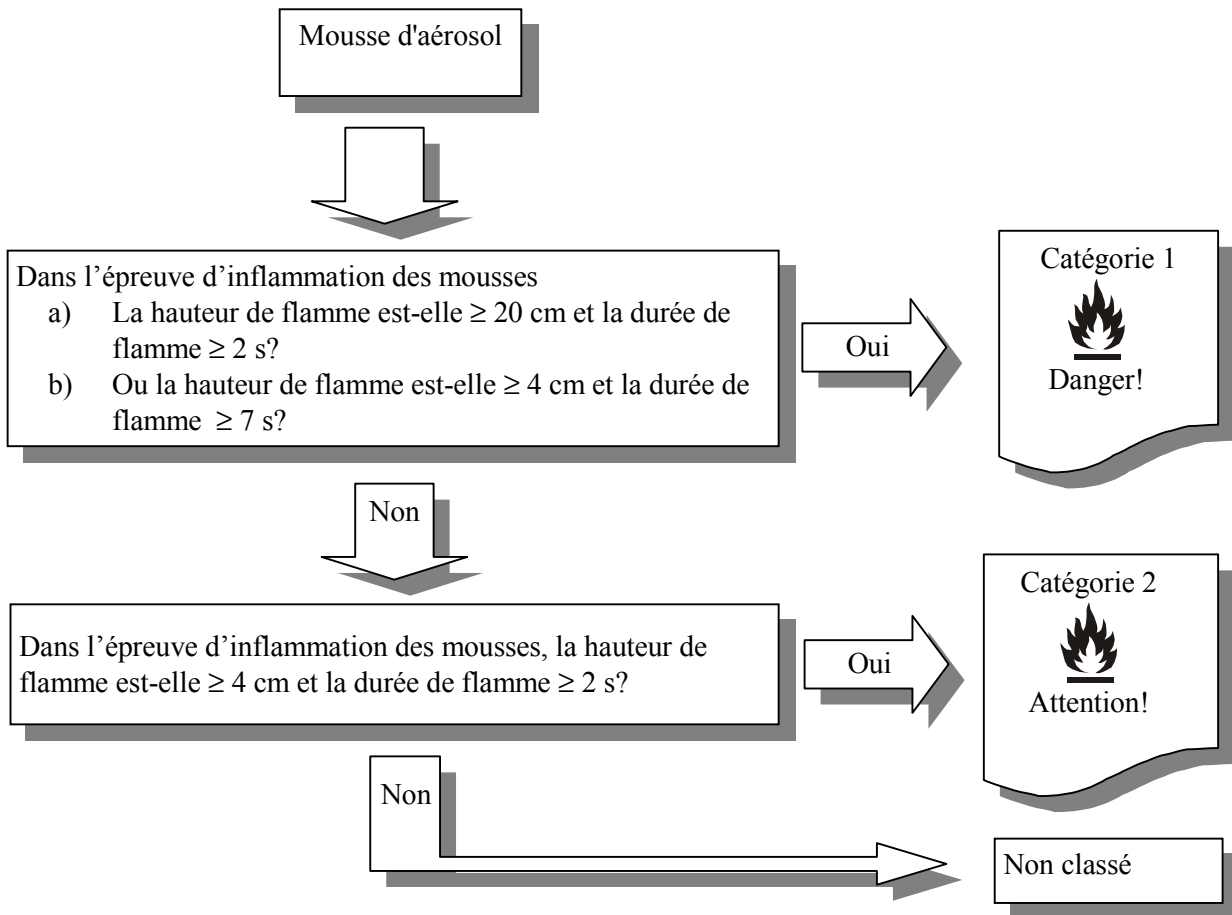 Mousse d'aérosol
Dans l’épreuve d’inflammation des mousses
a) La hauteur de flamme est-elle ≥ 20 cm et la durée de
flamme ≥ 2 s?
b) Ou la hauteur de flamme est-elle ≥ 4 cm et la durée de
flamme ≥ 7 s?
Oui
Catégorie 1
Danger!
Non
Dans l’épreuve d’inflammation des mousses, la hauteur de
flamme est-elle ≥ 4 cm et la durée de flamme ≥ 2 s?
Oui
Catégorie 2
Attention!
Non
Non classé